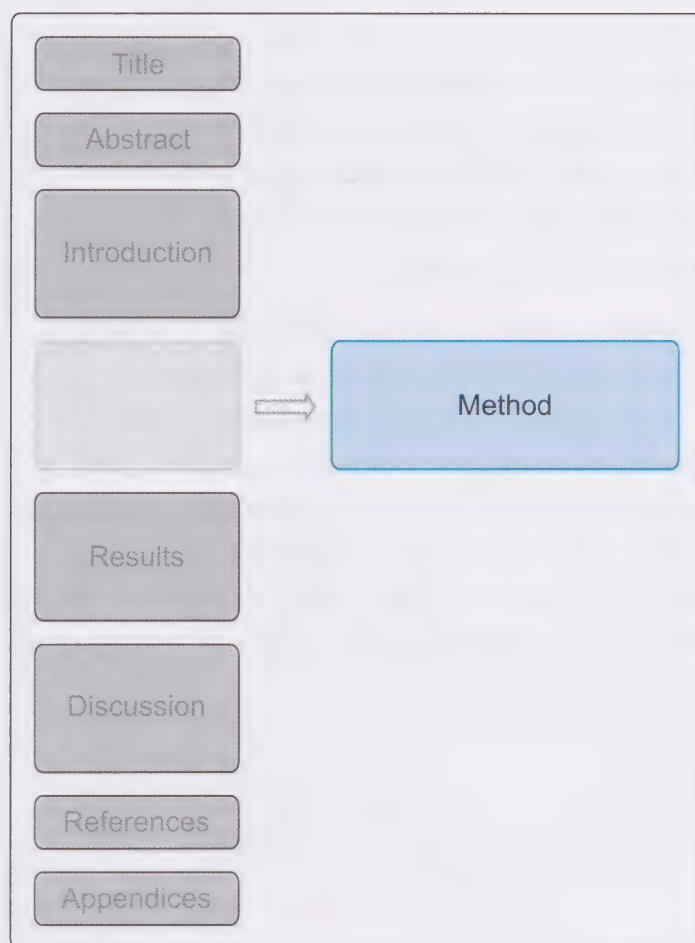 Title
Abstract
Introduction
Method
Results
Discussion
References
Appendices